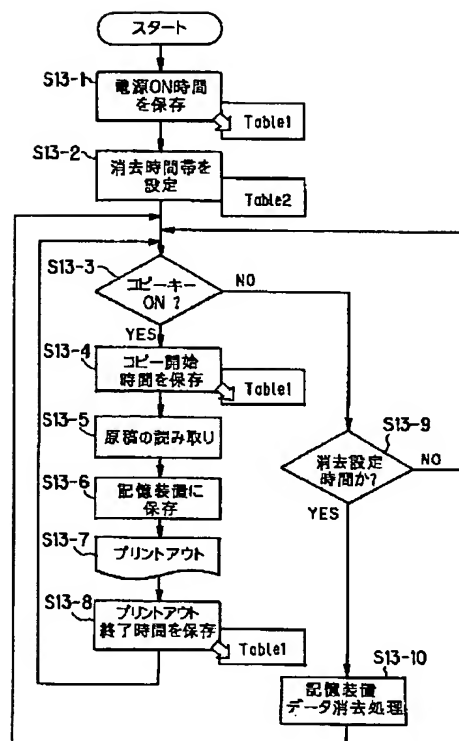 スタート
S13-1
電源ON時間
を保存
Table1
S13-2
消去時間帯を
設定
Table2
S13-3
コピーキー
ON ?
NO
YES
S13-4
コピー開始
時間を保存
Table1
S13-5
原稿の読み取り
S13-9
消去設定
時間か?
NO
YES
S13-6
記憶装置に
保存
S13-7
プリントアウト
S13-8
プリントアウト
終了時間を保存
Table1
S13-10
記憶装置
データ消去処理